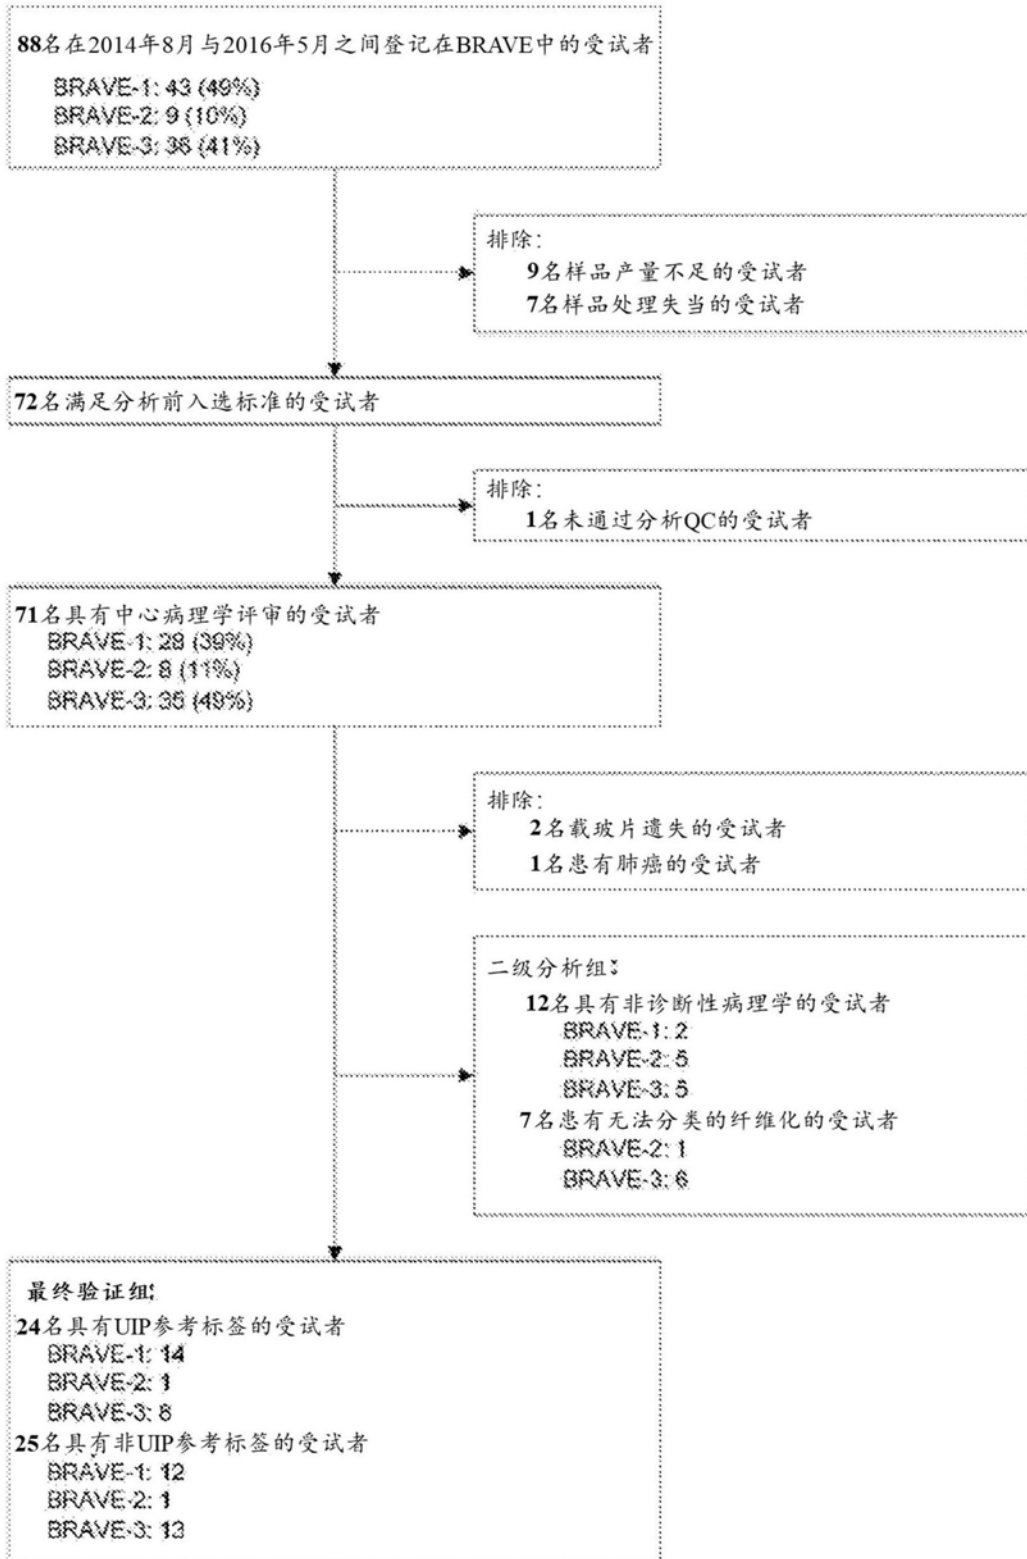 88名在2014年8月与2016年5月之间登记在BRAVE中的受试者
BRAVE-1: 43 (49%)
BRAVE-2: 9 (10%)
BRAVE-3: 36 (41%)
排除:
9名样品产量不足的受试者
7名样品处理失当的受试者
72名满足分析前入选标准的受试者
排除:
1名未通过分析QC的受试者
71名具有中心病理学评审的受试者
BRAVE-1: 28 (39%)
BRAVE-2: 8 (11%)
BRAVE-3: 35 (49%)
排除:
2名载玻片遗失的受试者
1名患有肺癌的受试者
二级分析组:
12名具有非诊断性病理学的受试者
BRAVE-1: 2
BRAVE-2: 5
BRAVE-3: 5
7名患有无法分类的纤维化的受试者
BRAVE-2: 1
BRAVE-3: 6
最终验证组:
24名具有UIP参考标签的受试者
BRAVE-1: 14
BRAVE-2: 1
BRAVE-3: 8
25名具有非UIP参考标签的受试者
BRAVE-1: 12
BRAVE-2: 1
BRAVE-3: 13